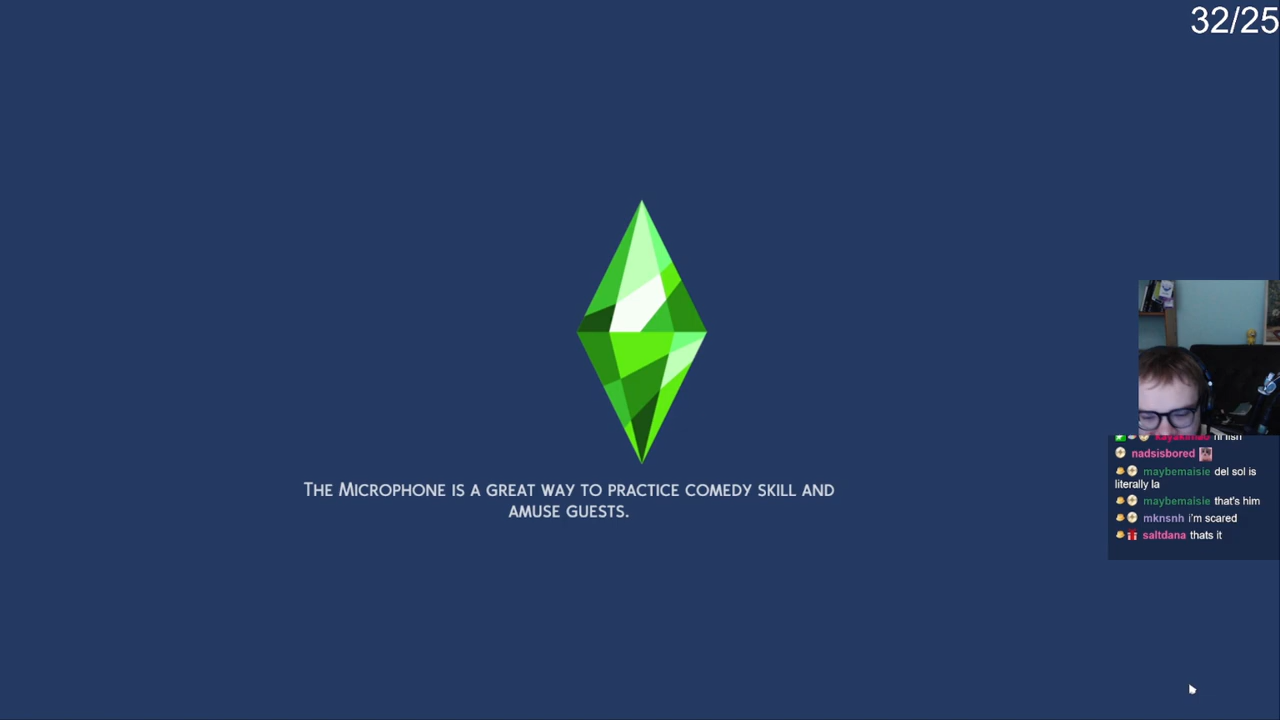 32/25
THE MICROPHONE IS A GREAT WAY TO PRACTICE COMEDY SKILL AND
AMUSE GUESTS.
nadsisbored
maybemaisie del sol is
literally la
maybemaisie that's him
mknsnh i'm scared
saltdana thats it